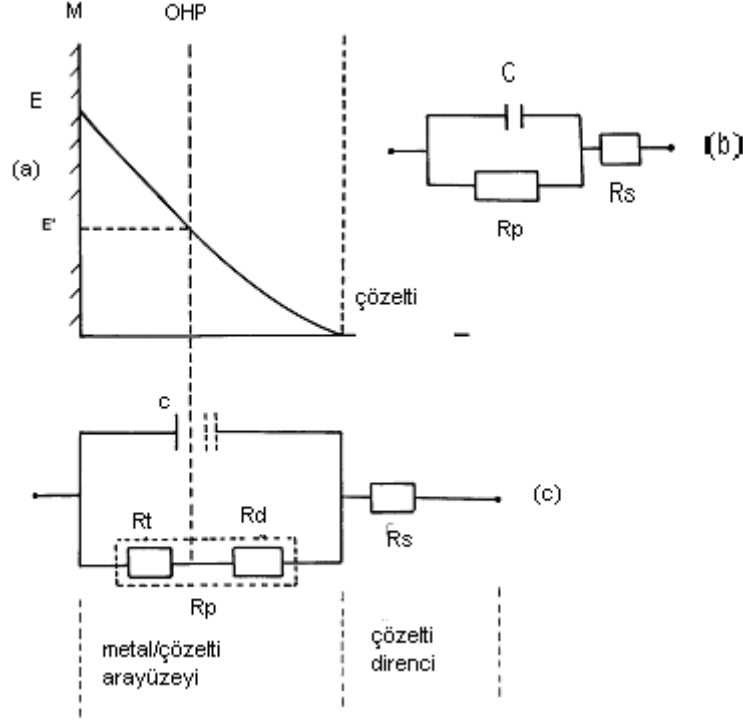 M
OHP
E
(a)
E'
çözelti
C
Rp
Rs
(b)
c
Rt
Rd
Rp
Rs
(c)
metal/çözelti
arayüzeyi
çözelti
direnci